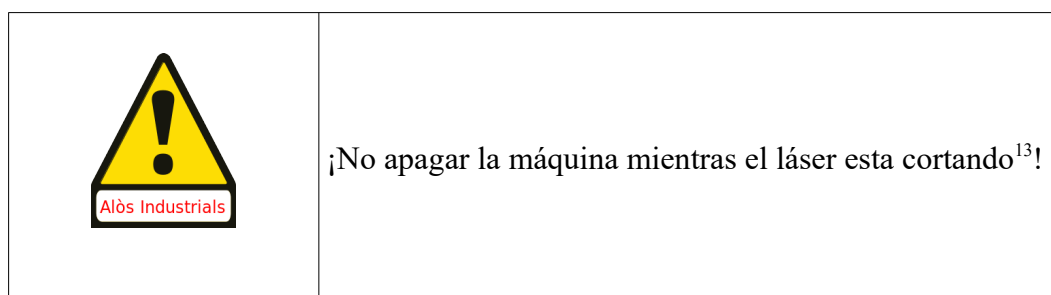 ¡No apagar la máquina mientras el láser esta cortando¹³!
Alòs Industrials